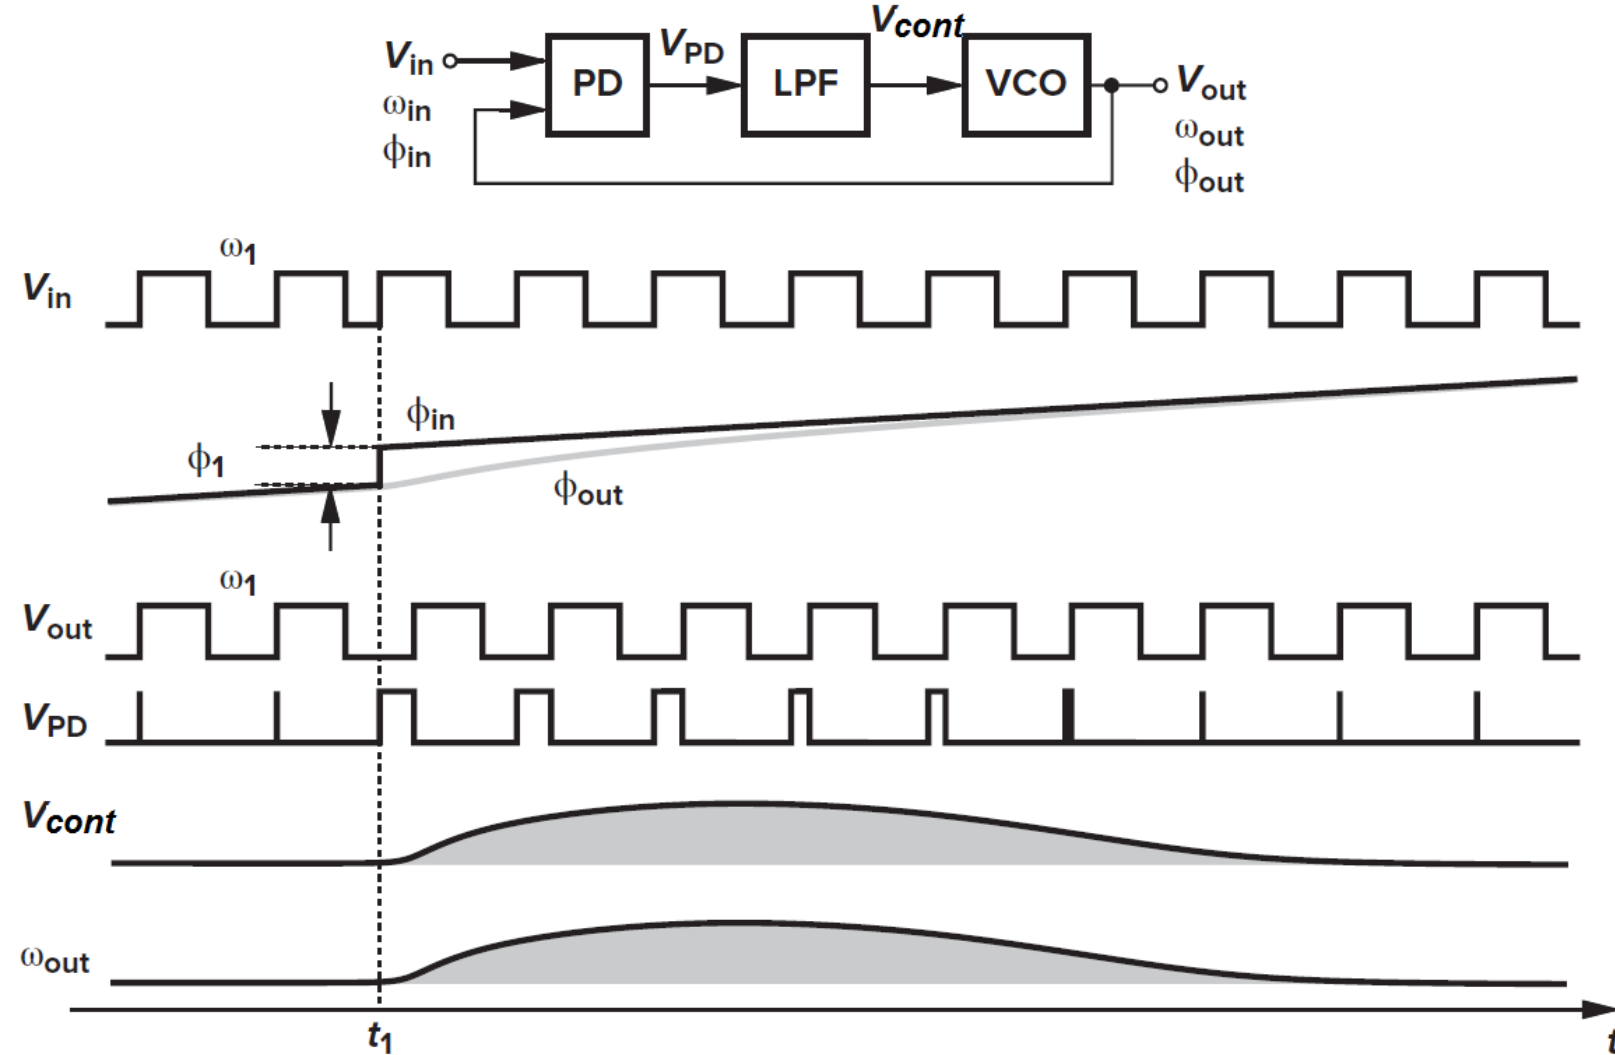 V_cont
V_in
PD
V_PD
LPF
VCO
V_out
ω_in
ω_out
ϕ_in
ϕ_out
ω_1
V_in
ϕ_in
ϕ_1
ϕ_out
ω_1
V_out
V_PD
V_cont
ω_out
t_1
t